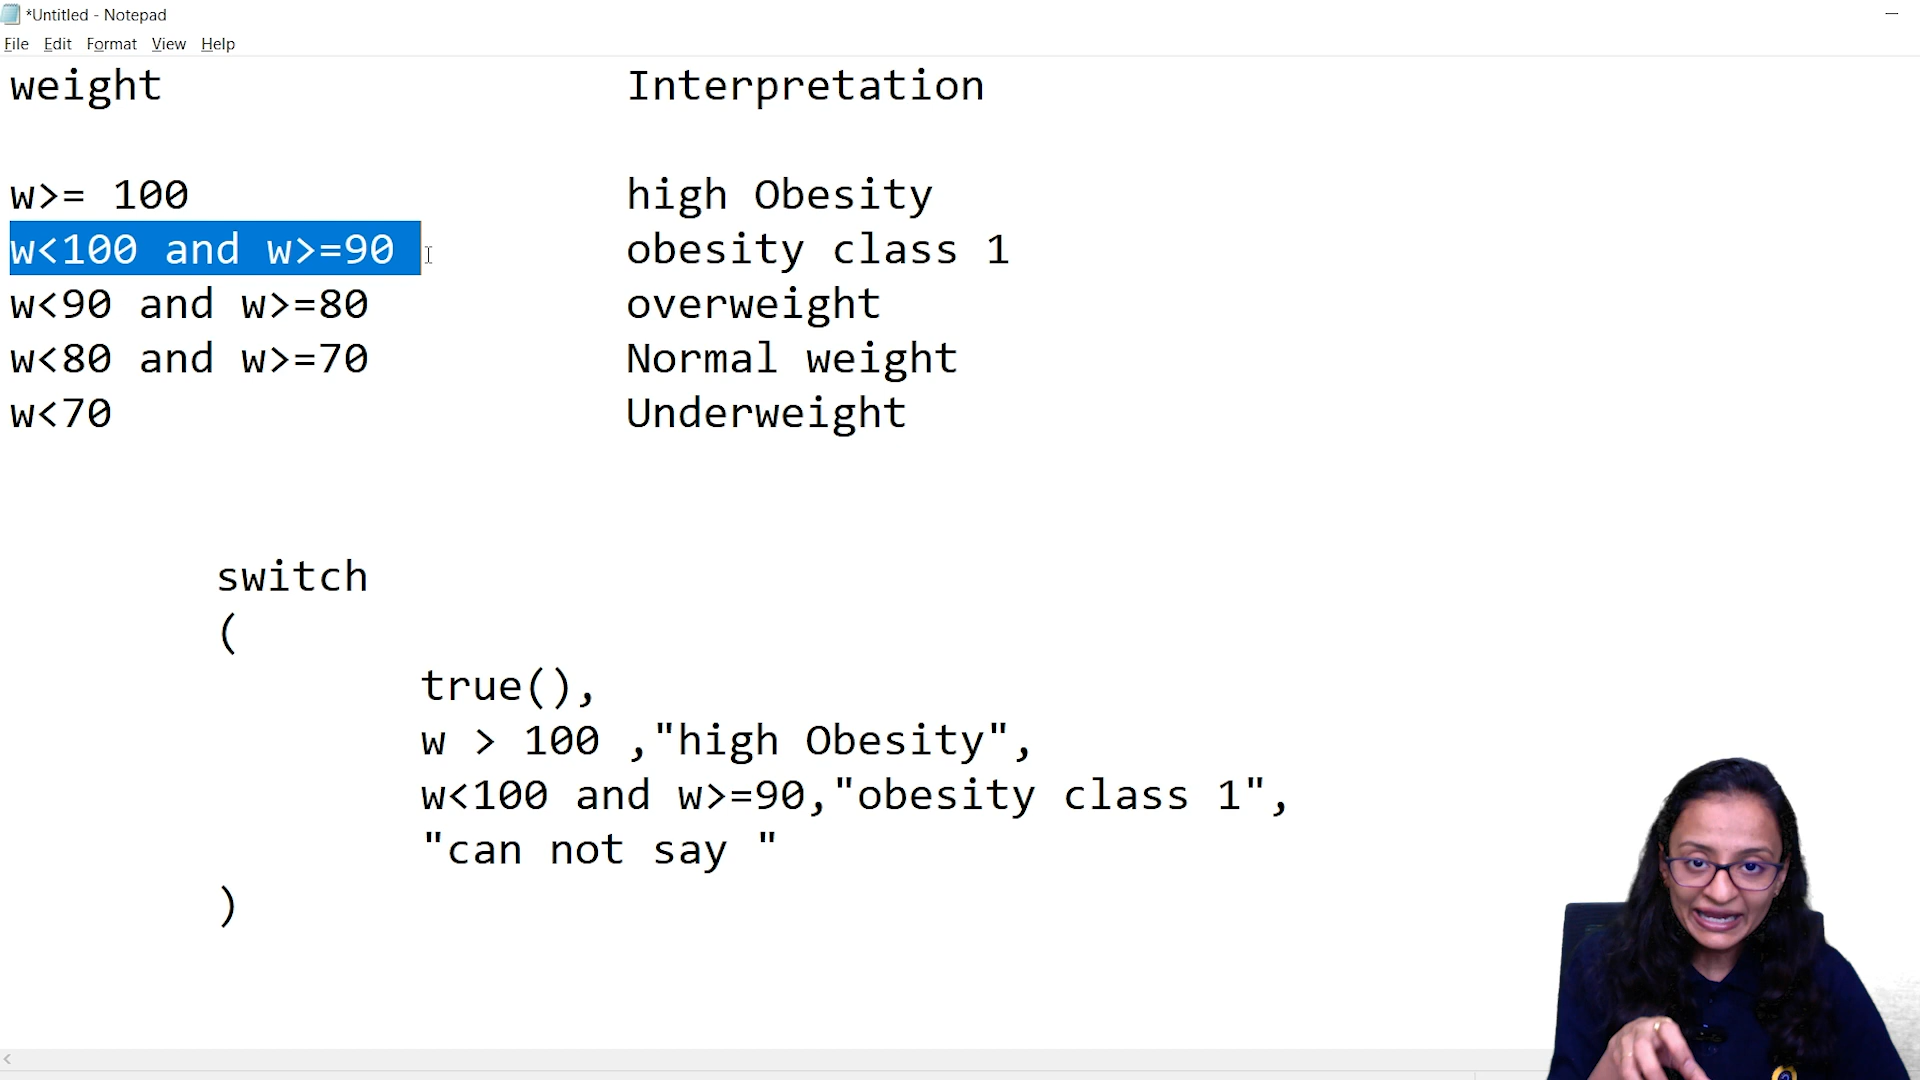 *Untitled - Notepad
File Edit Format View Help
weight Interpretation
w>= 100 high Obesity
w<100 and w>=90 obesity class 1
w<90 and w>=80 overweight
w<80 and w>=70 Normal weight
w<70 Underweight
switch
(
true(),
w > 100 ,"high Obesity",
w<100 and w>=90,"obesity class 1",
"can not say "
)